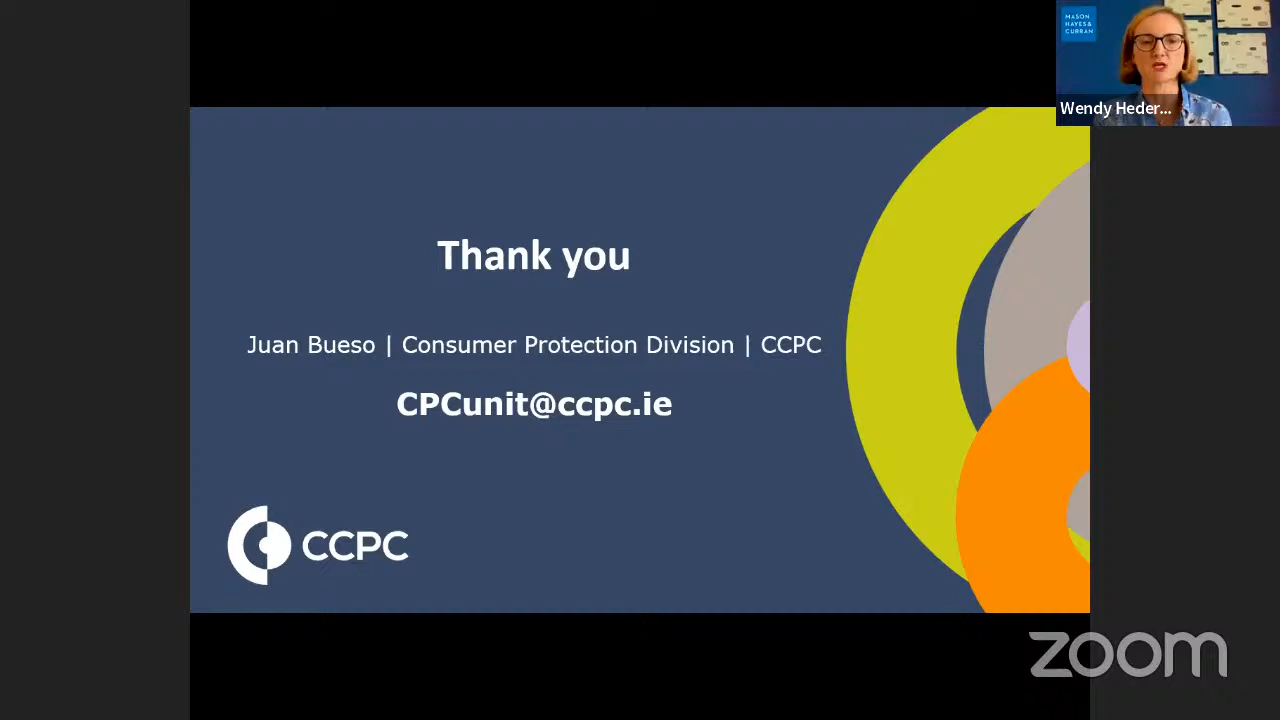 MASON
HAYES &
CURRAN
Wendy Heder...
Thank you
Juan Bueso | Consumer Protection Division | CCPC
CPCunit@ccpc.ie
CCPC
zoom